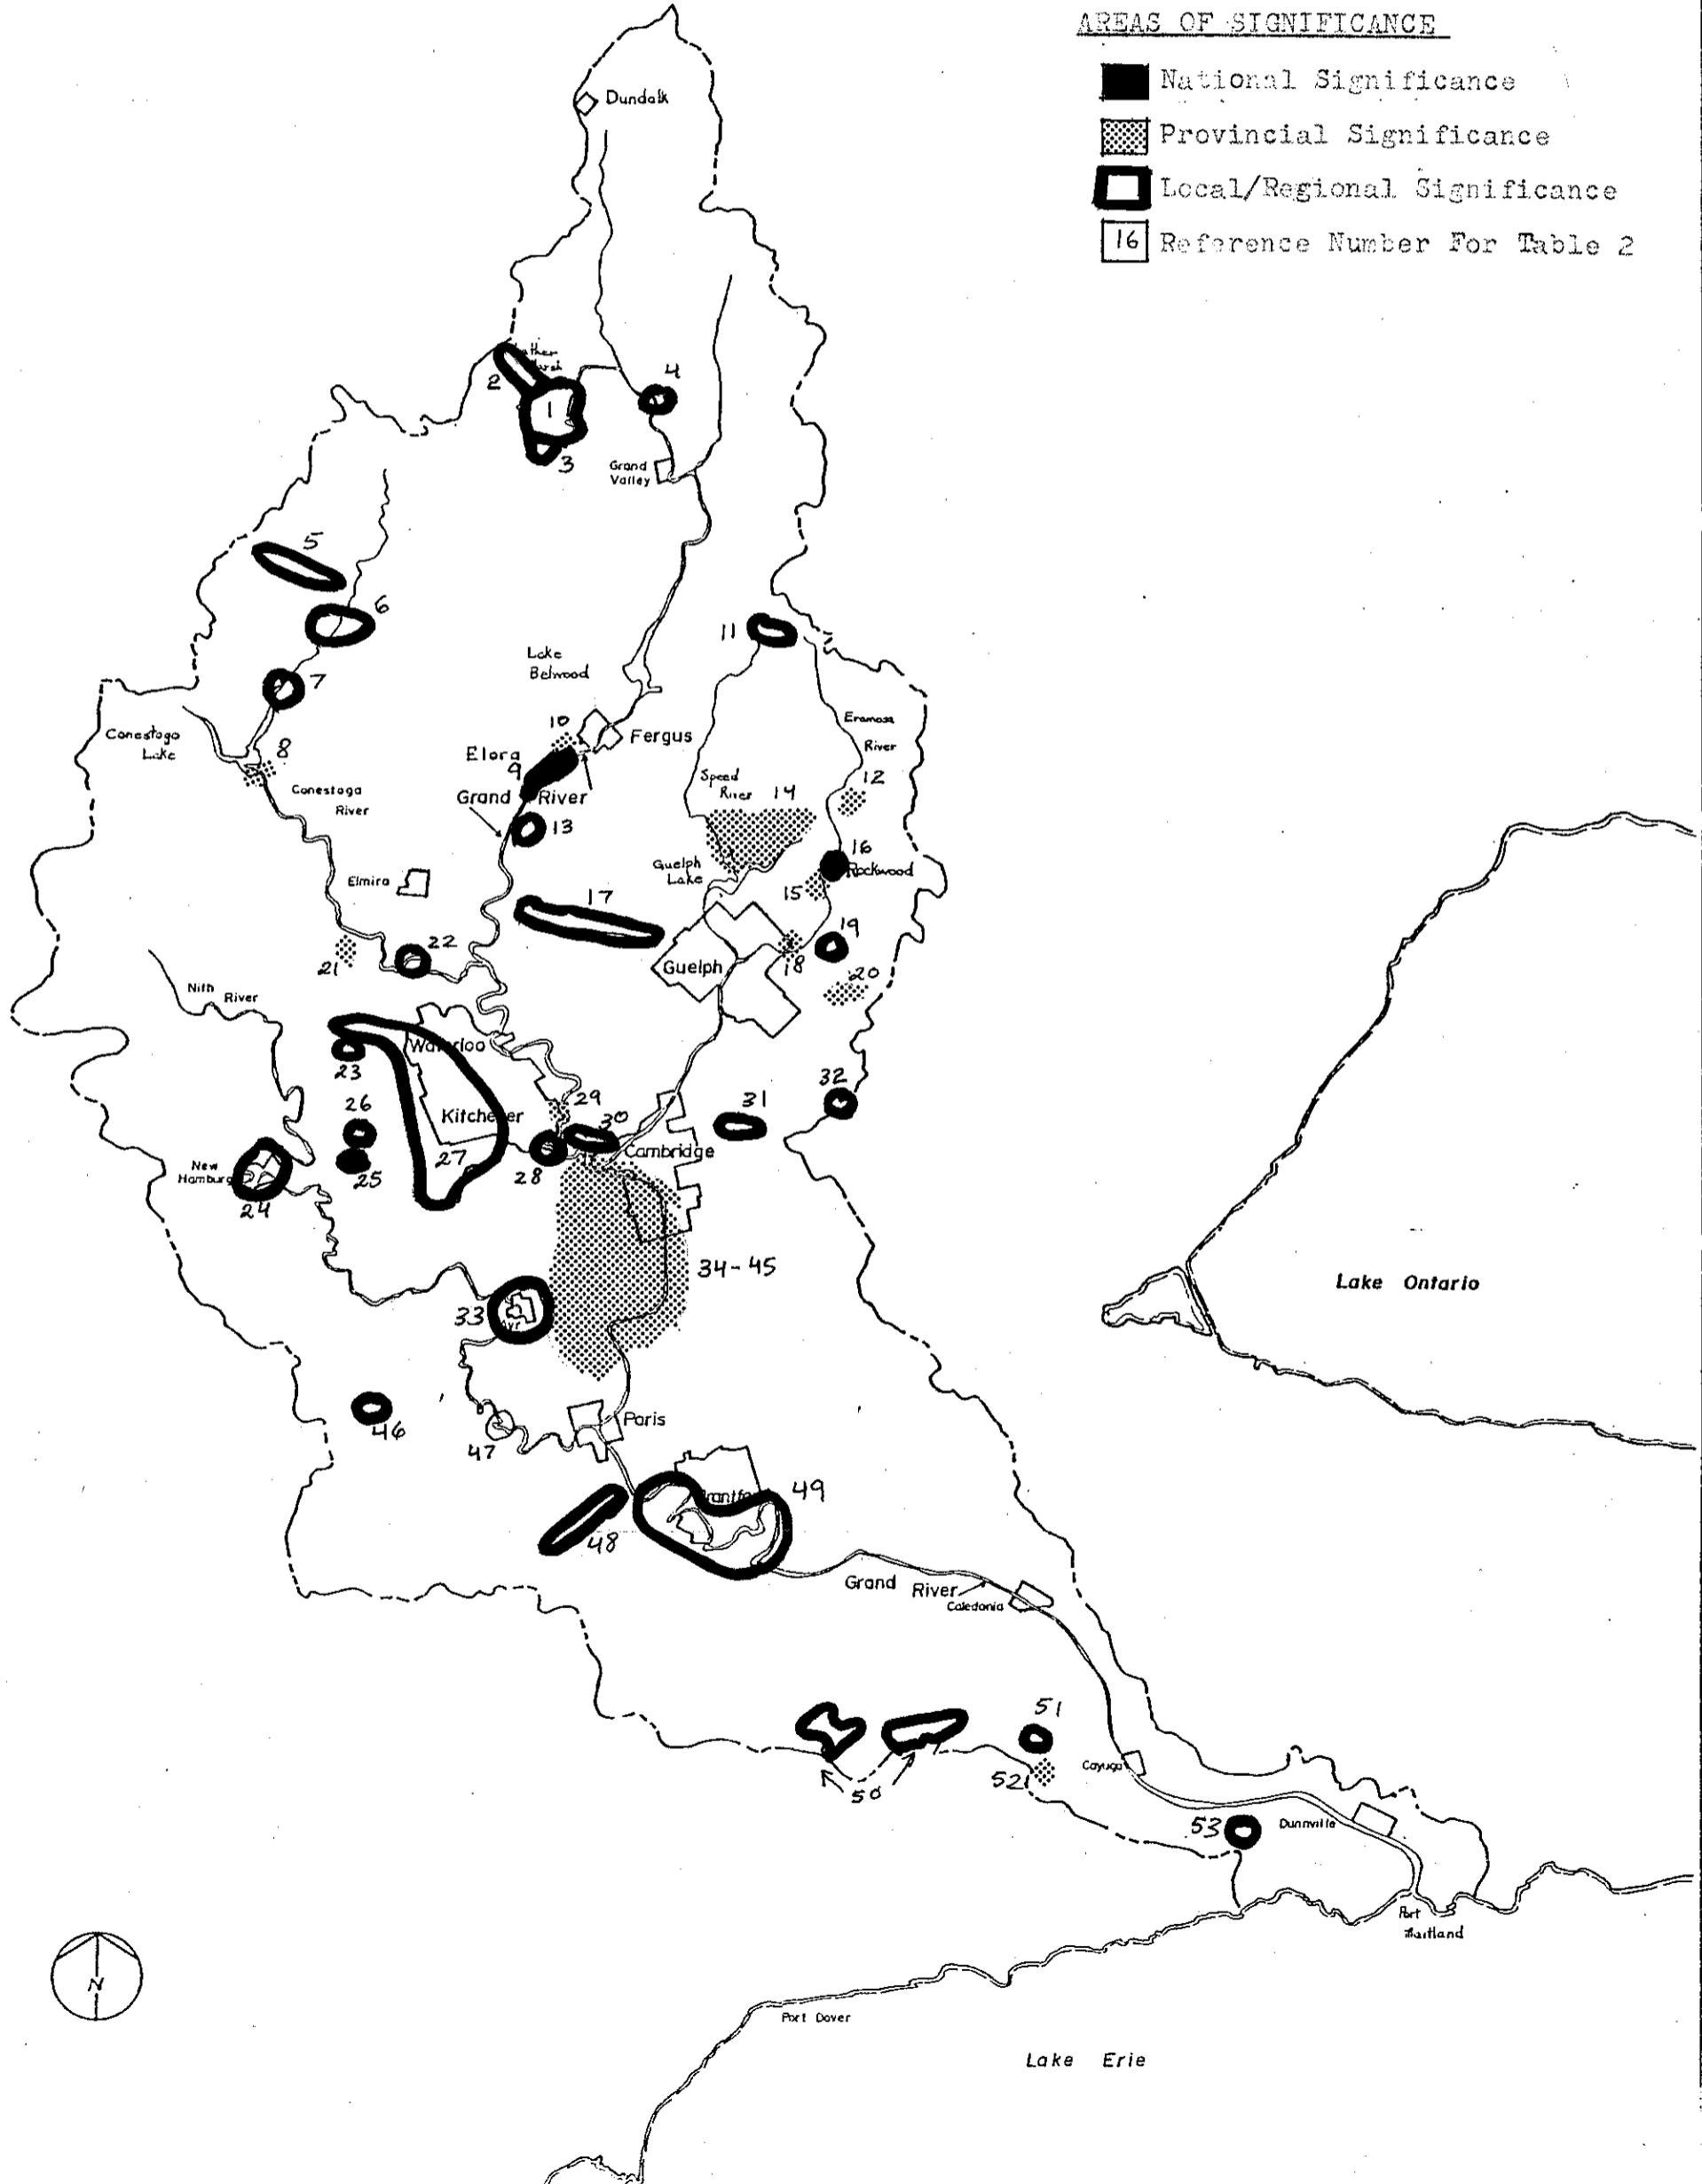 AREAS OF SIGNIFICANCE
National Significance
Provincial Significance
Local/Regional Significance
16 Reference Number For Table 2
Dundalk
2
1
3
4
Grand
Valley
5
6
7
Conestogo
Lake
8
Conestoga
River
Lake
Belwood
10
Fergus
Elora
9
Grand River
13
11
Eramosa
River
Speed
River
14
12
Guelph
Lake
16
Rockwood
15
Elmira
17
19
18
20
Guelph
21
22
Nith River
Waterloo
23
26
25
Kitchener
27
29
30
28
Cambridge
31
32
New
Hamburg
24
34-45
33
Ayr
46
47
Paris
48
49
Grand River
Caledonia
50
51
52
Cayuga
53
Dunnville
Port
Maitland
Port Dover
Lake Ontario
Lake Erie
N